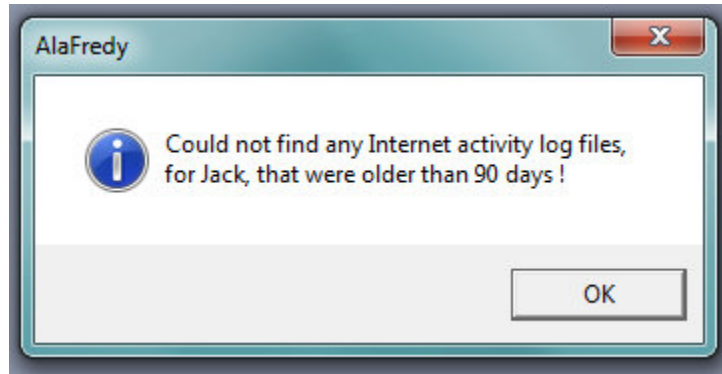 AlaFredy
Could not find any Internet activity log files,
for Jack, that were older than 90 days !
OK